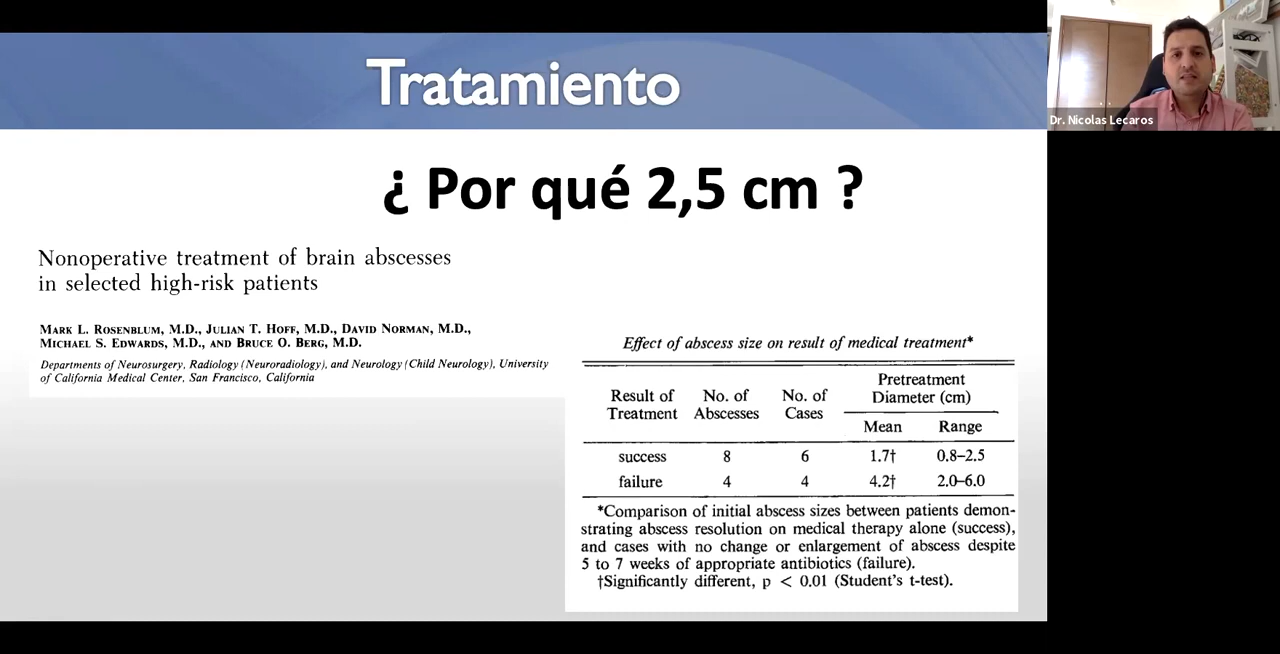 Tratamiento
Dr. Nicolas Lecaros
¿ Por qué 2,5 cm ?
Nonoperative treatment of brain abscesses
in selected high-risk patients
MARK L. ROSENBLUM, M.D., JULIAN T. HOFF, M.D., DAVID NORMAN, M.D.,
MICHAEL S. EDWARDS, M.D., AND BRUCE O. BERG, M.D.
Departments of Neurosurgery, Radiology (Neuroradiology), and Neurology (Child Neurology), University
of California Medical Center, San Francisco, California
Effect of abscess size on result of medical treatment*
Result of Treatment No. of Abscesses No. of Cases Pretreatment Diameter (cm)
Mean Range
success 8 6 1.7† 0.8–2.5
failure 4 4 4.2† 2.0–6.0
*Comparison of initial abscess sizes between patients demon-
strating abscess resolution on medical therapy alone (success),
and cases with no change or enlargement of abscess despite
5 to 7 weeks of appropriate antibiotics (failure).
†Significantly different, p < 0.01 (Student's t-test).